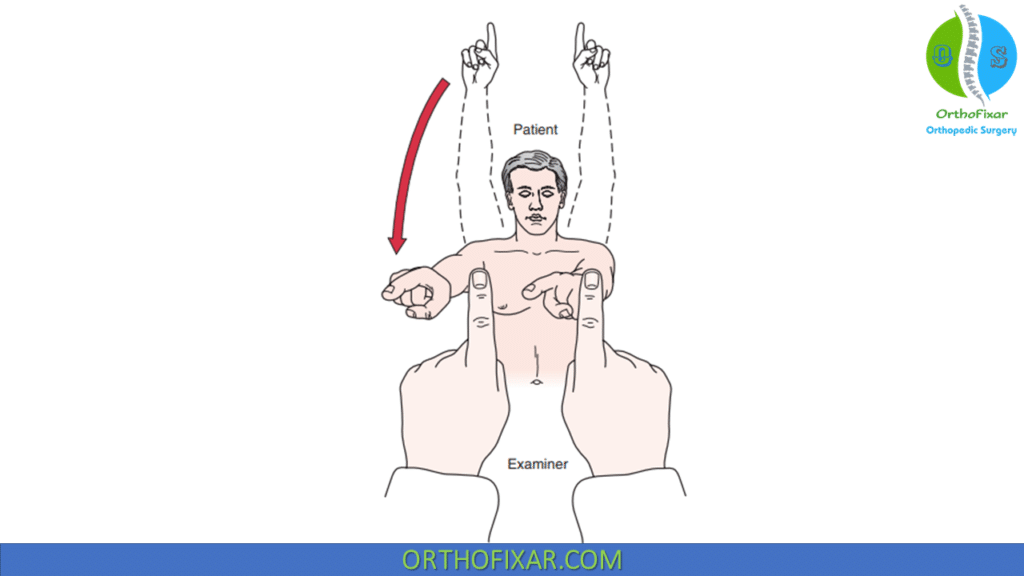 O S
OrthoFixar
Orthopedic Surgery
Patient
Examiner
ORTHOFIXAR.COM